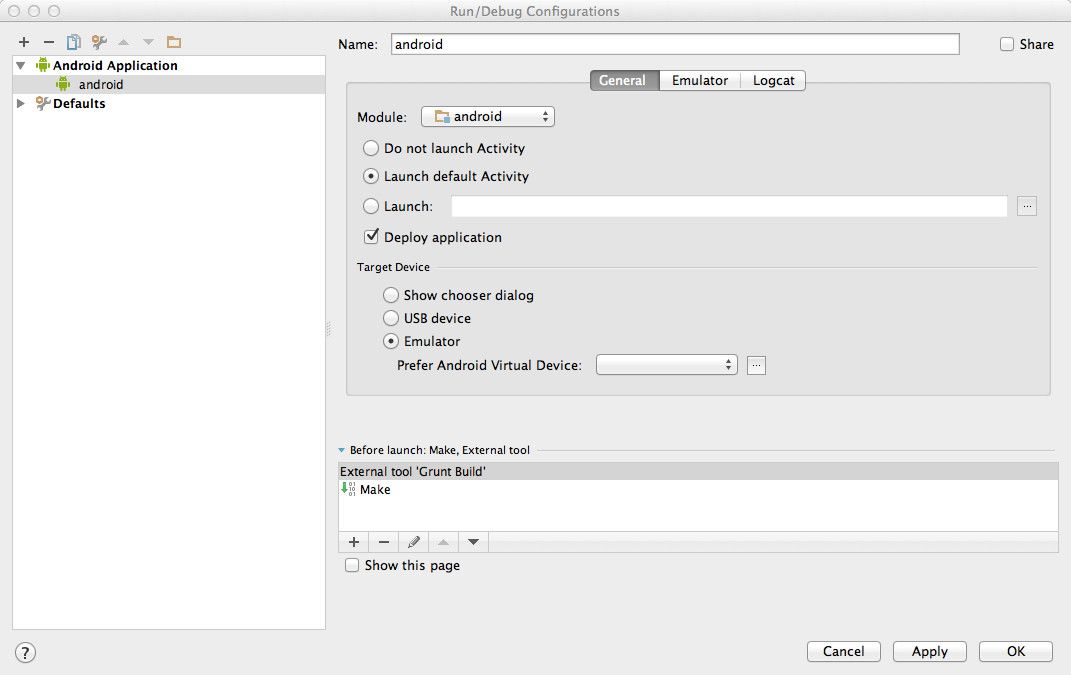 Run/Debug Configurations
Name: android
Share
Android Application
android
Defaults
General Emulator Logcat
Module: android
Do not launch Activity
Launch default Activity
Launch: ...
Deploy application
Target Device
Show chooser dialog
USB device
Emulator
Prefer Android Virtual Device: ...
Before launch: Make, External tool
External tool 'Grunt Build'
Make
Show this page
? Cancel Apply OK